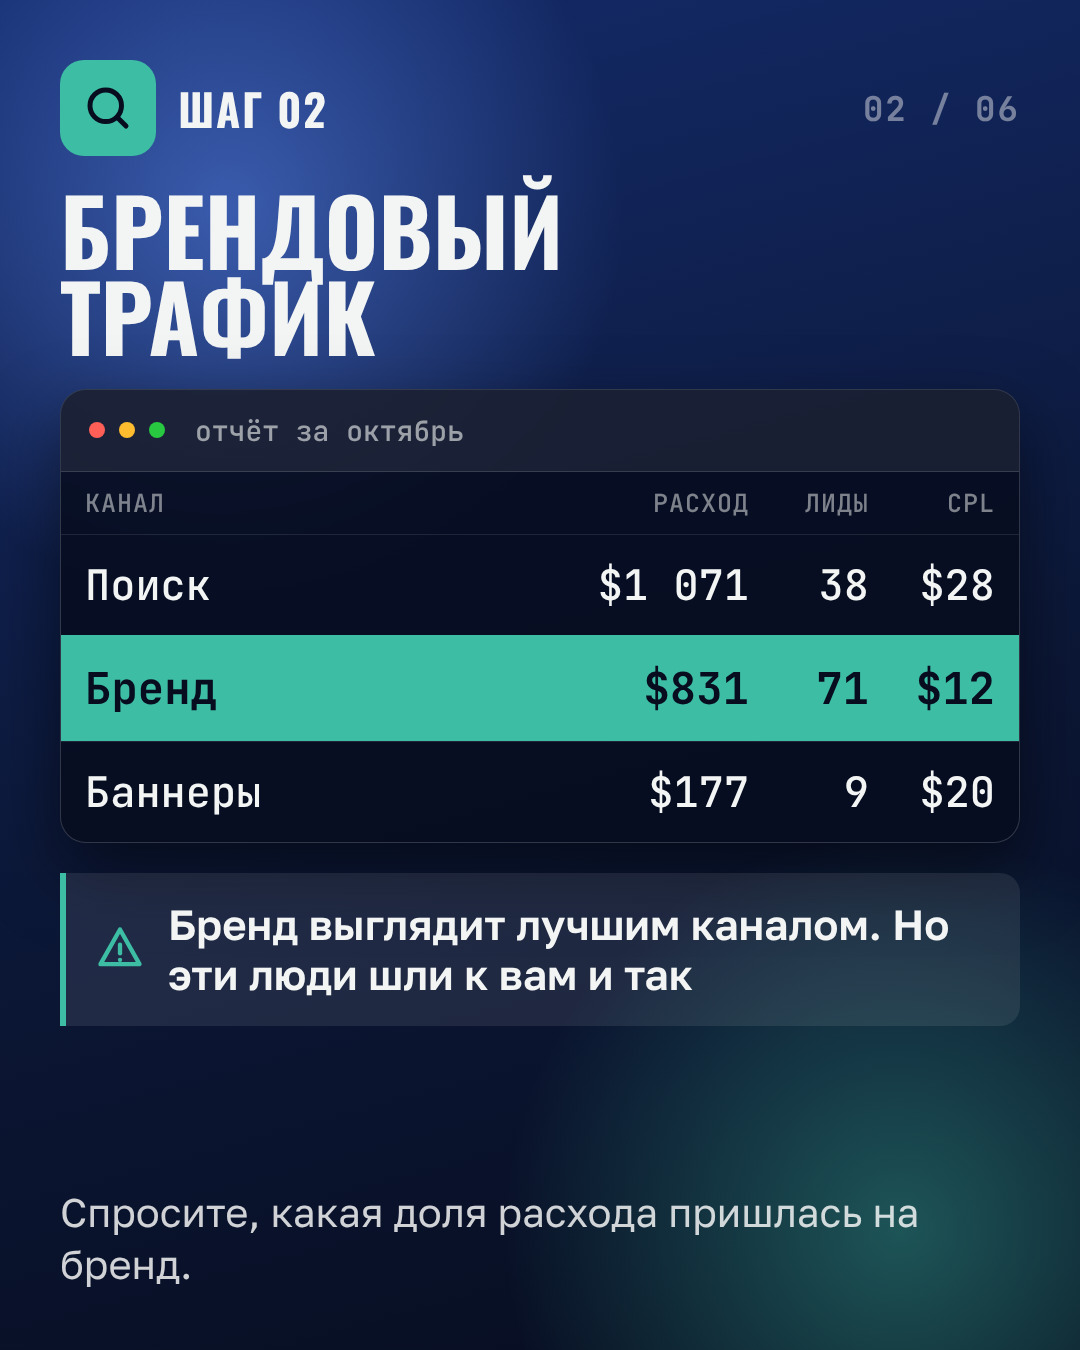 ШАГ 02
02 / 06
БРЕНДОВЫЙ
ТРАФИК
отчёт за октябрь
КАНАЛ РАСХОД ЛИДЫ CPL
Поиск $1 071 38 $28
Бренд $831 71 $12
Баннеры $177 9 $20
Бренд выглядит лучшим каналом. Но
эти люди шли к вам и так
Спросите, какая доля расхода пришлась на
бренд.